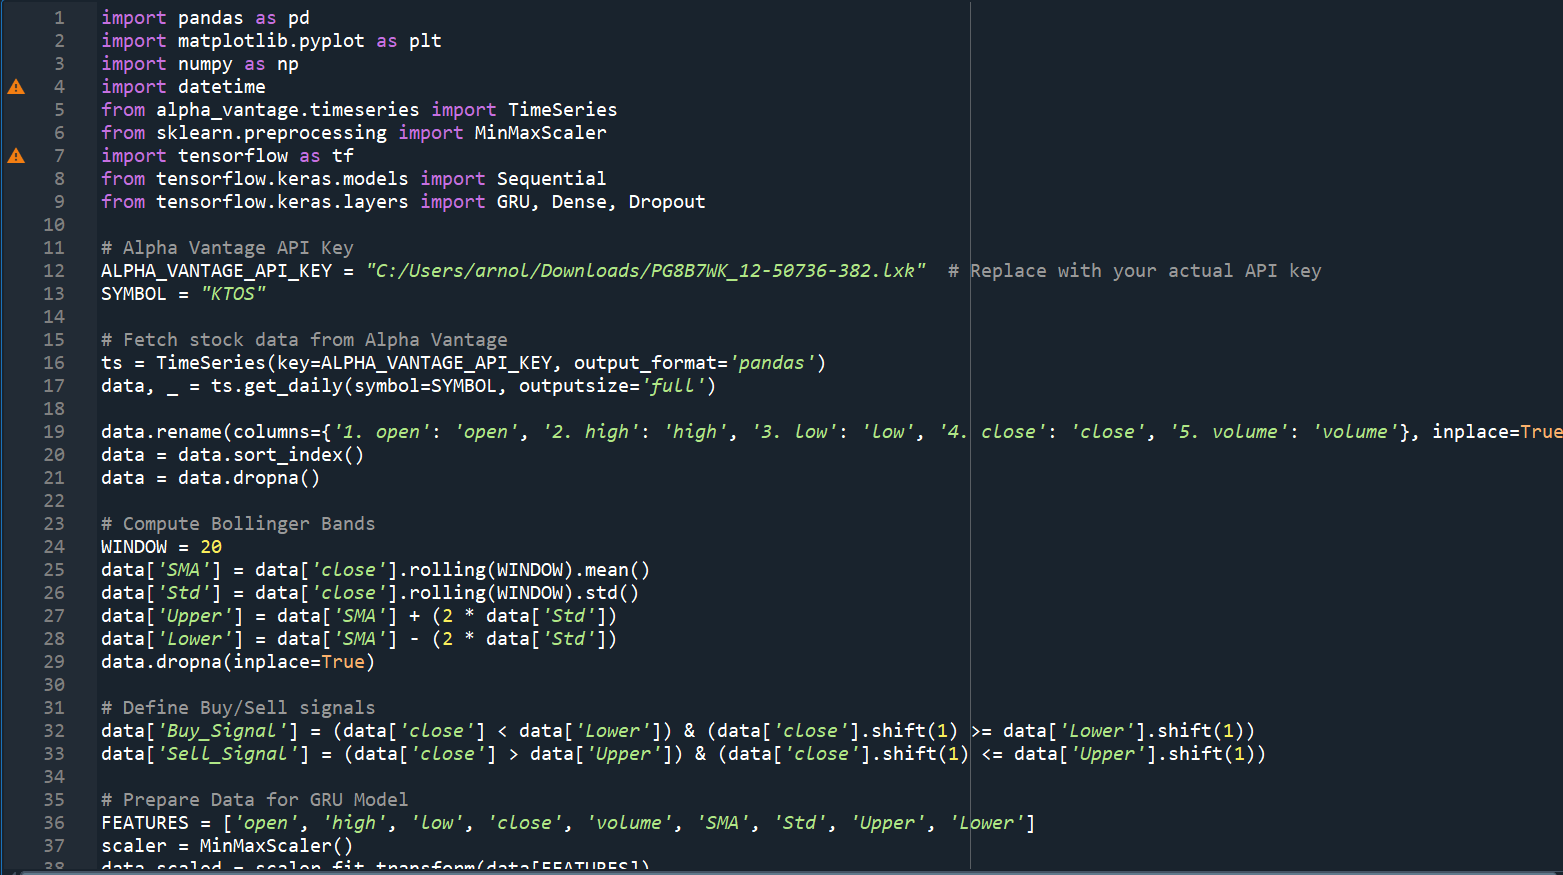 1 import pandas as pd
2 import matplotlib.pyplot as plt
3 import numpy as np
4 import datetime
5 from alpha_vantage.timeseries import TimeSeries
6 from sklearn.preprocessing import MinMaxScaler
7 import tensorflow as tf
8 from tensorflow.keras.models import Sequential
9 from tensorflow.keras.layers import GRU, Dense, Dropout
10
11 # Alpha Vantage API Key
12 ALPHA_VANTAGE_API_KEY = "C:/Users/arnol/Downloads/PG8B7WK_12-50736-382.lxk"  # Replace with your actual API key
13 SYMBOL = "KTOS"
14
15 # Fetch stock data from Alpha Vantage
16 ts = TimeSeries(key=ALPHA_VANTAGE_API_KEY, output_format='pandas')
17 data, _ = ts.get_daily(symbol=SYMBOL, outputsize='full')
18
19 data.rename(columns={'1. open': 'open', '2. high': 'high', '3. low': 'low', '4. close': 'close', '5. volume': 'volume'}, inplace=True
20 data = data.sort_index()
21 data = data.dropna()
22
23 # Compute Bollinger Bands
24 WINDOW = 20
25 data['SMA'] = data['close'].rolling(WINDOW).mean()
26 data['Std'] = data['close'].rolling(WINDOW).std()
27 data['Upper'] = data['SMA'] + (2 * data['Std'])
28 data['Lower'] = data['SMA'] - (2 * data['Std'])
29 data.dropna(inplace=True)
30
31 # Define Buy/Sell signals
32 data['Buy_Signal'] = (data['close'] < data['Lower']) & (data['close'].shift(1) >= data['Lower'].shift(1))
33 data['Sell_Signal'] = (data['close'] > data['Upper']) & (data['close'].shift(1) <= data['Upper'].shift(1))
34
35 # Prepare Data for GRU Model
36 FEATURES = ['open', 'high', 'low', 'close', 'volume', 'SMA', 'Std', 'Upper', 'Lower']
37 scaler = MinMaxScaler()
38 data_scaled = scaler.fit_transform(data[FEATURES])